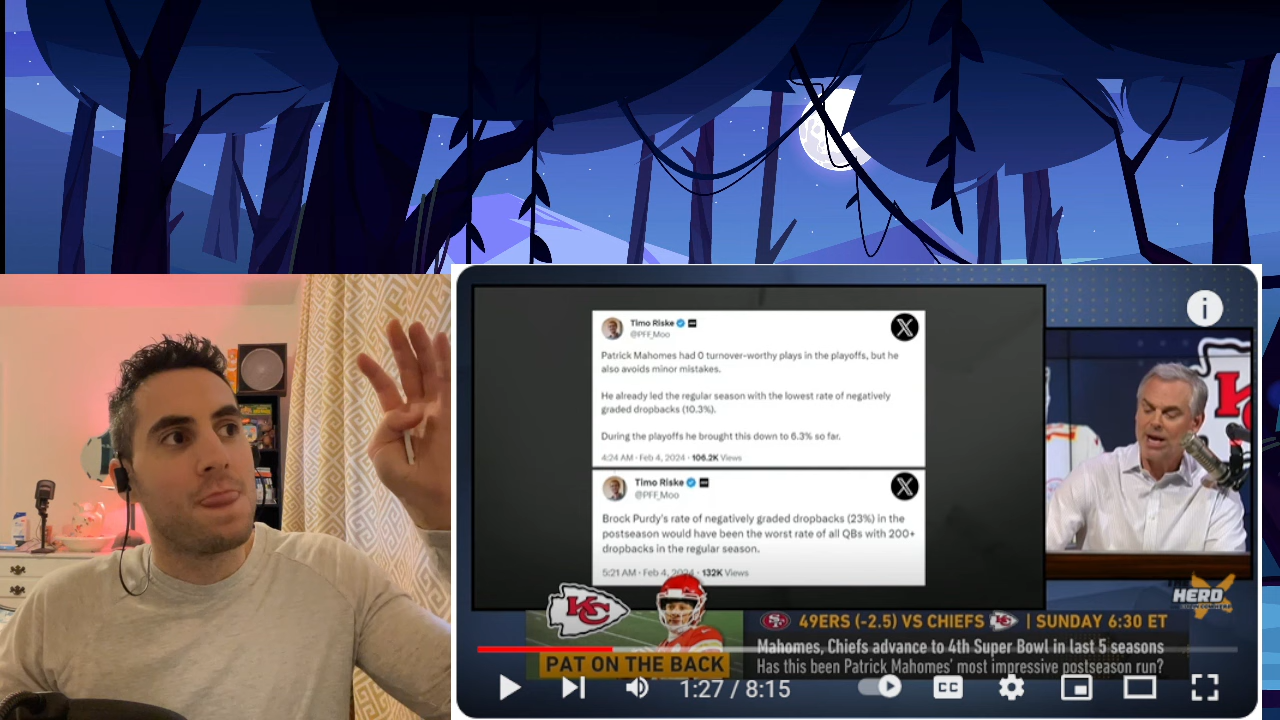 Timo Riske
@PFF_Moo
Patrick Mahomes had 0 turnover-worthy plays in the playoffs, but he
also avoids minor mistakes.
He already led the regular season with the lowest rate of negatively
graded dropbacks (10.3%).
During the playoffs he brought this down to 6.3% so far.
4:24 AM · Feb 4, 2024 · 106.2K Views
Timo Riske
@PFF_Moo
Brock Purdy's rate of negatively graded dropbacks (23%) in the
postseason would have been the worst rate of all QBs with 200+
dropbacks in the regular season.
5:21 AM · Feb 4, 2024 · 132K Views
KC
THE
HERD
49ERS (-2.5) VS CHIEFS | SUNDAY 6:30 ET
PAT ON THE BACK
Mahomes, Chiefs advance to 4th Super Bowl in last 5 seasons
Has this been Patrick Mahomes' most impressive postseason run?
1:27 / 8:15
CC